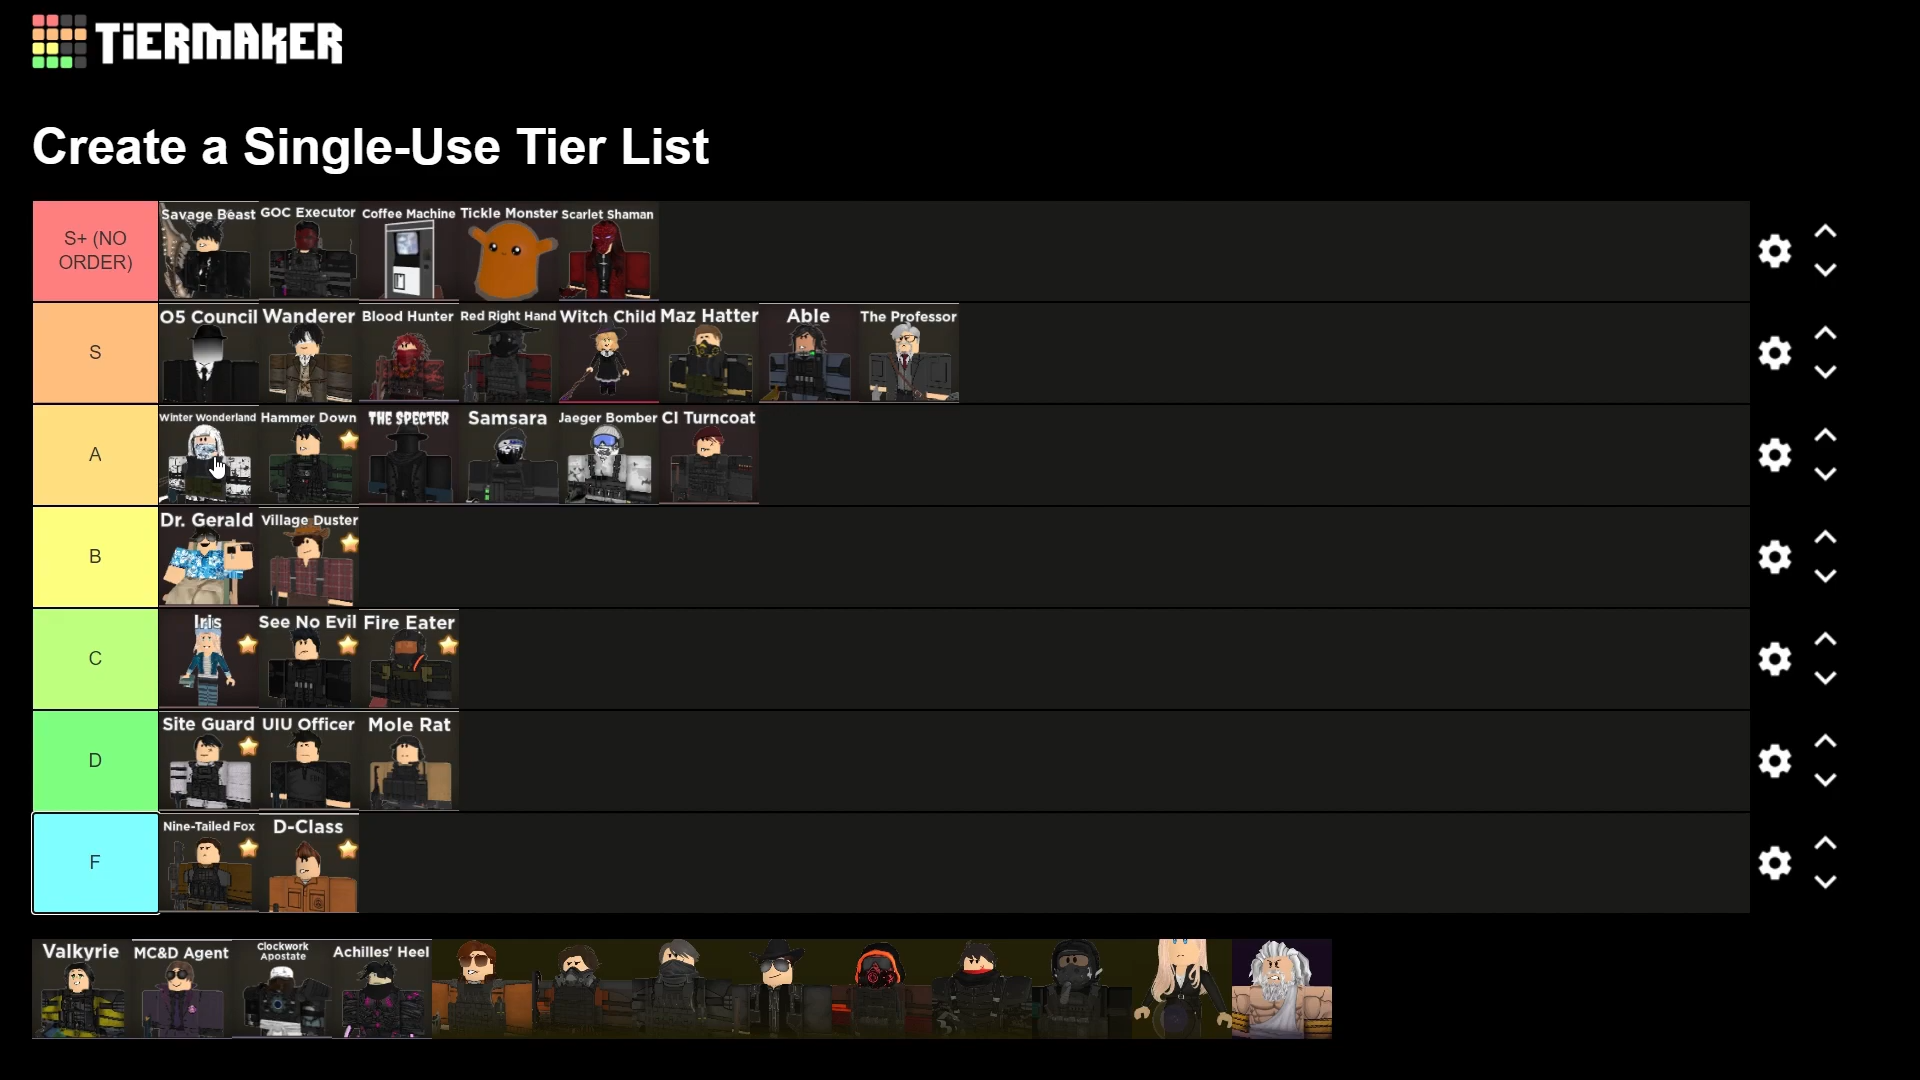 TiERMAKER
Create a Single-Use Tier List
S+ (NO
ORDER)
Savage Beast
GOC Executor
Coffee Machine
Tickle Monster
Scarlet Shaman
S
O5 Council
Wanderer
Blood Hunter
Red Right Hand
Witch Child
Maz Hatter
Able
The Professor
A
Winter Wonderland
Hammer Down
THE SPECTER
Samsara
Jaeger Bomber
CI Turncoat
B
Dr. Gerald
Village Duster
C
Iris
See No Evil
Fire Eater
D
Site Guard
UIU Officer
Mole Rat
F
Nine-Tailed Fox
D-Class
Valkyrie
MC&D Agent
Clockwork
Apostate
Achilles' Heel